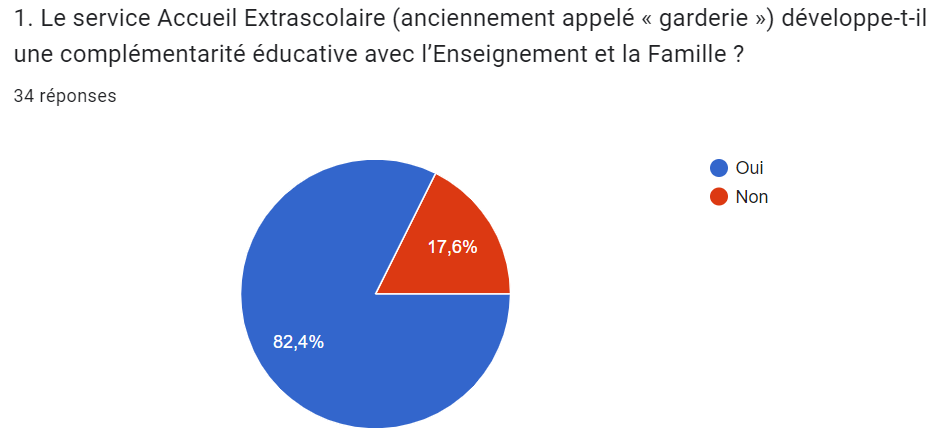 1. Le service Accueil Extrascolaire (anciennement appelé « garderie ») développe-t-il
une complémentarité éducative avec l’Enseignement et la Famille ?
34 réponses
Oui
Non
17,6%
82,4%